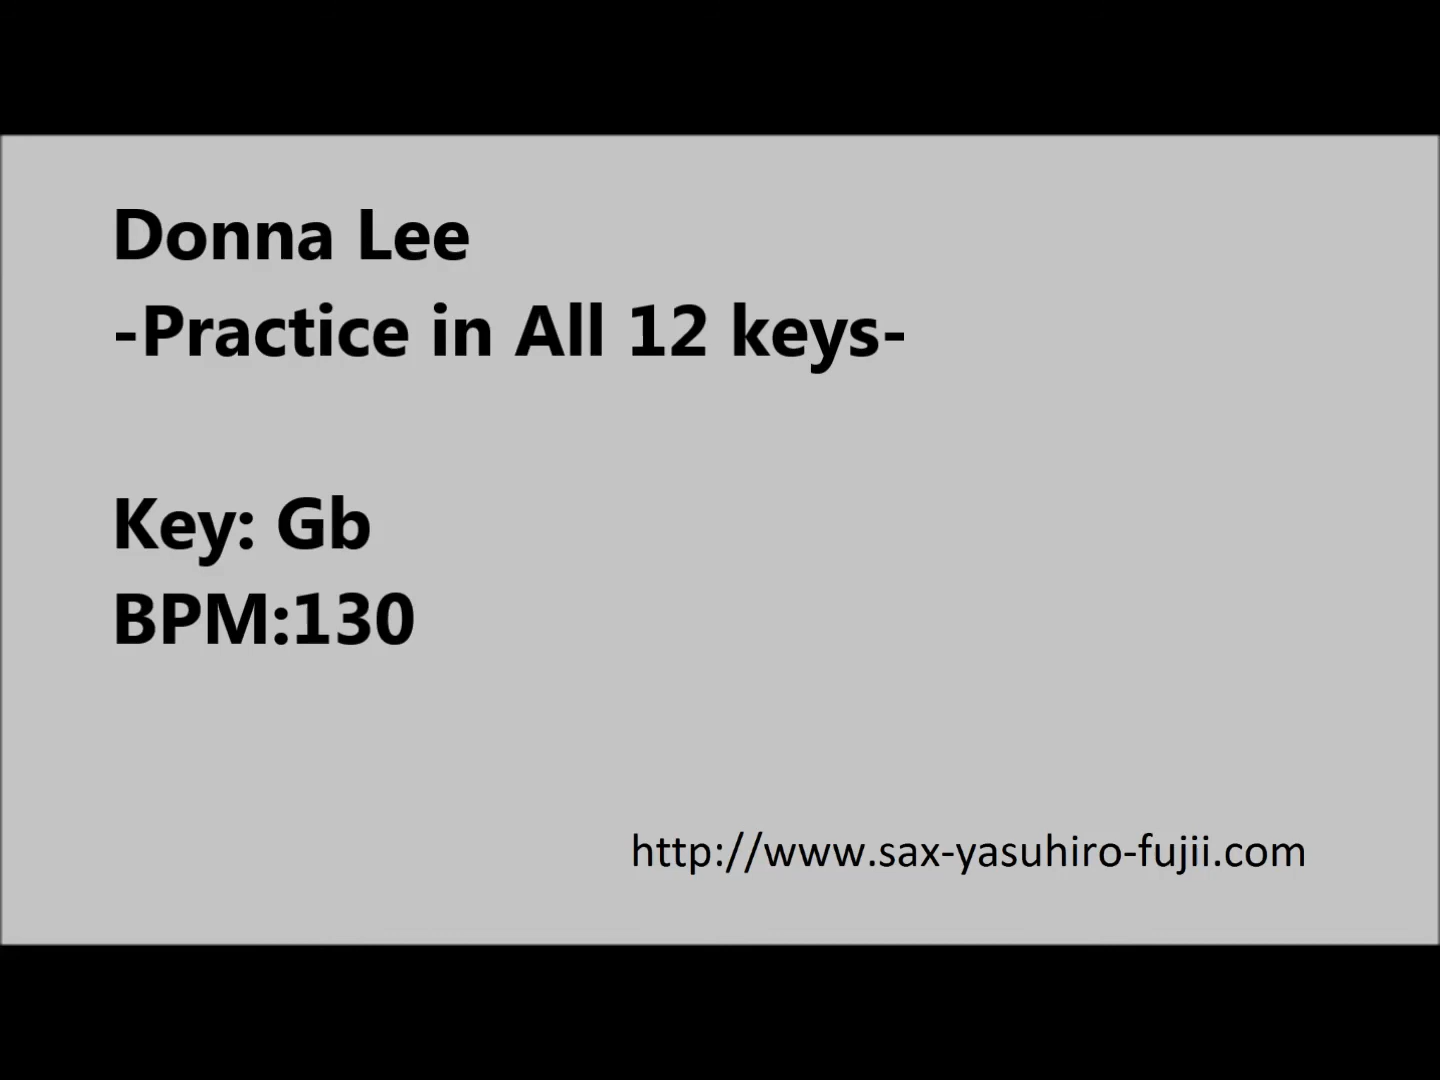 Donna Lee
-Practice in All 12 keys-
Key: Gb
BPM:130
http://www.sax-yasuhiro-fujii.com